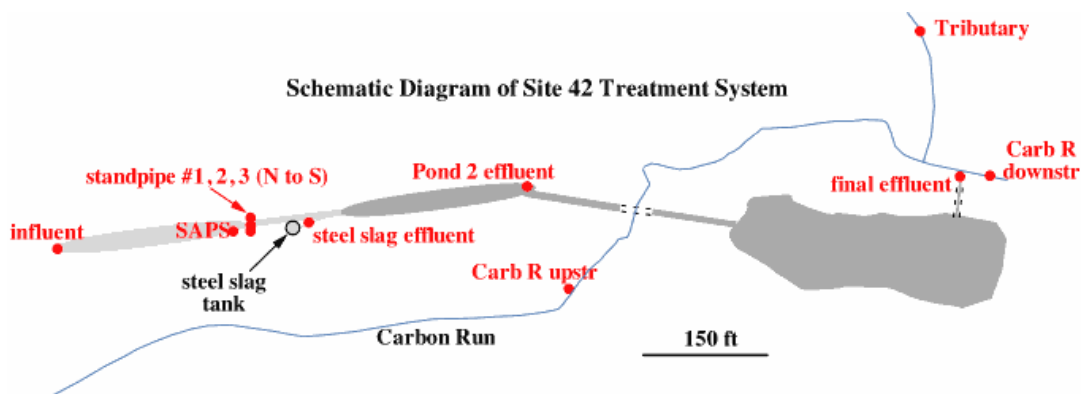 Tributary
Schematic Diagram of Site 42 Treatment System
standpipe #1, 2, 3 (N to S)
Pond 2 effluent
Carb R
downstr
final effluent
influent
SAPS
steel slag effluent
steel slag
tank
Carb R upstr
Carbon Run
150 ft